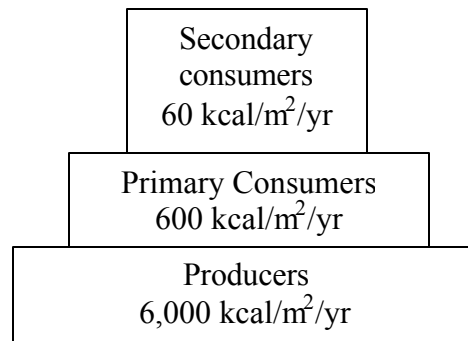 Secondary
consumers
60 kcal/m²/yr
Primary Consumers
600 kcal/m²/yr
Producers
6,000 kcal/m²/yr